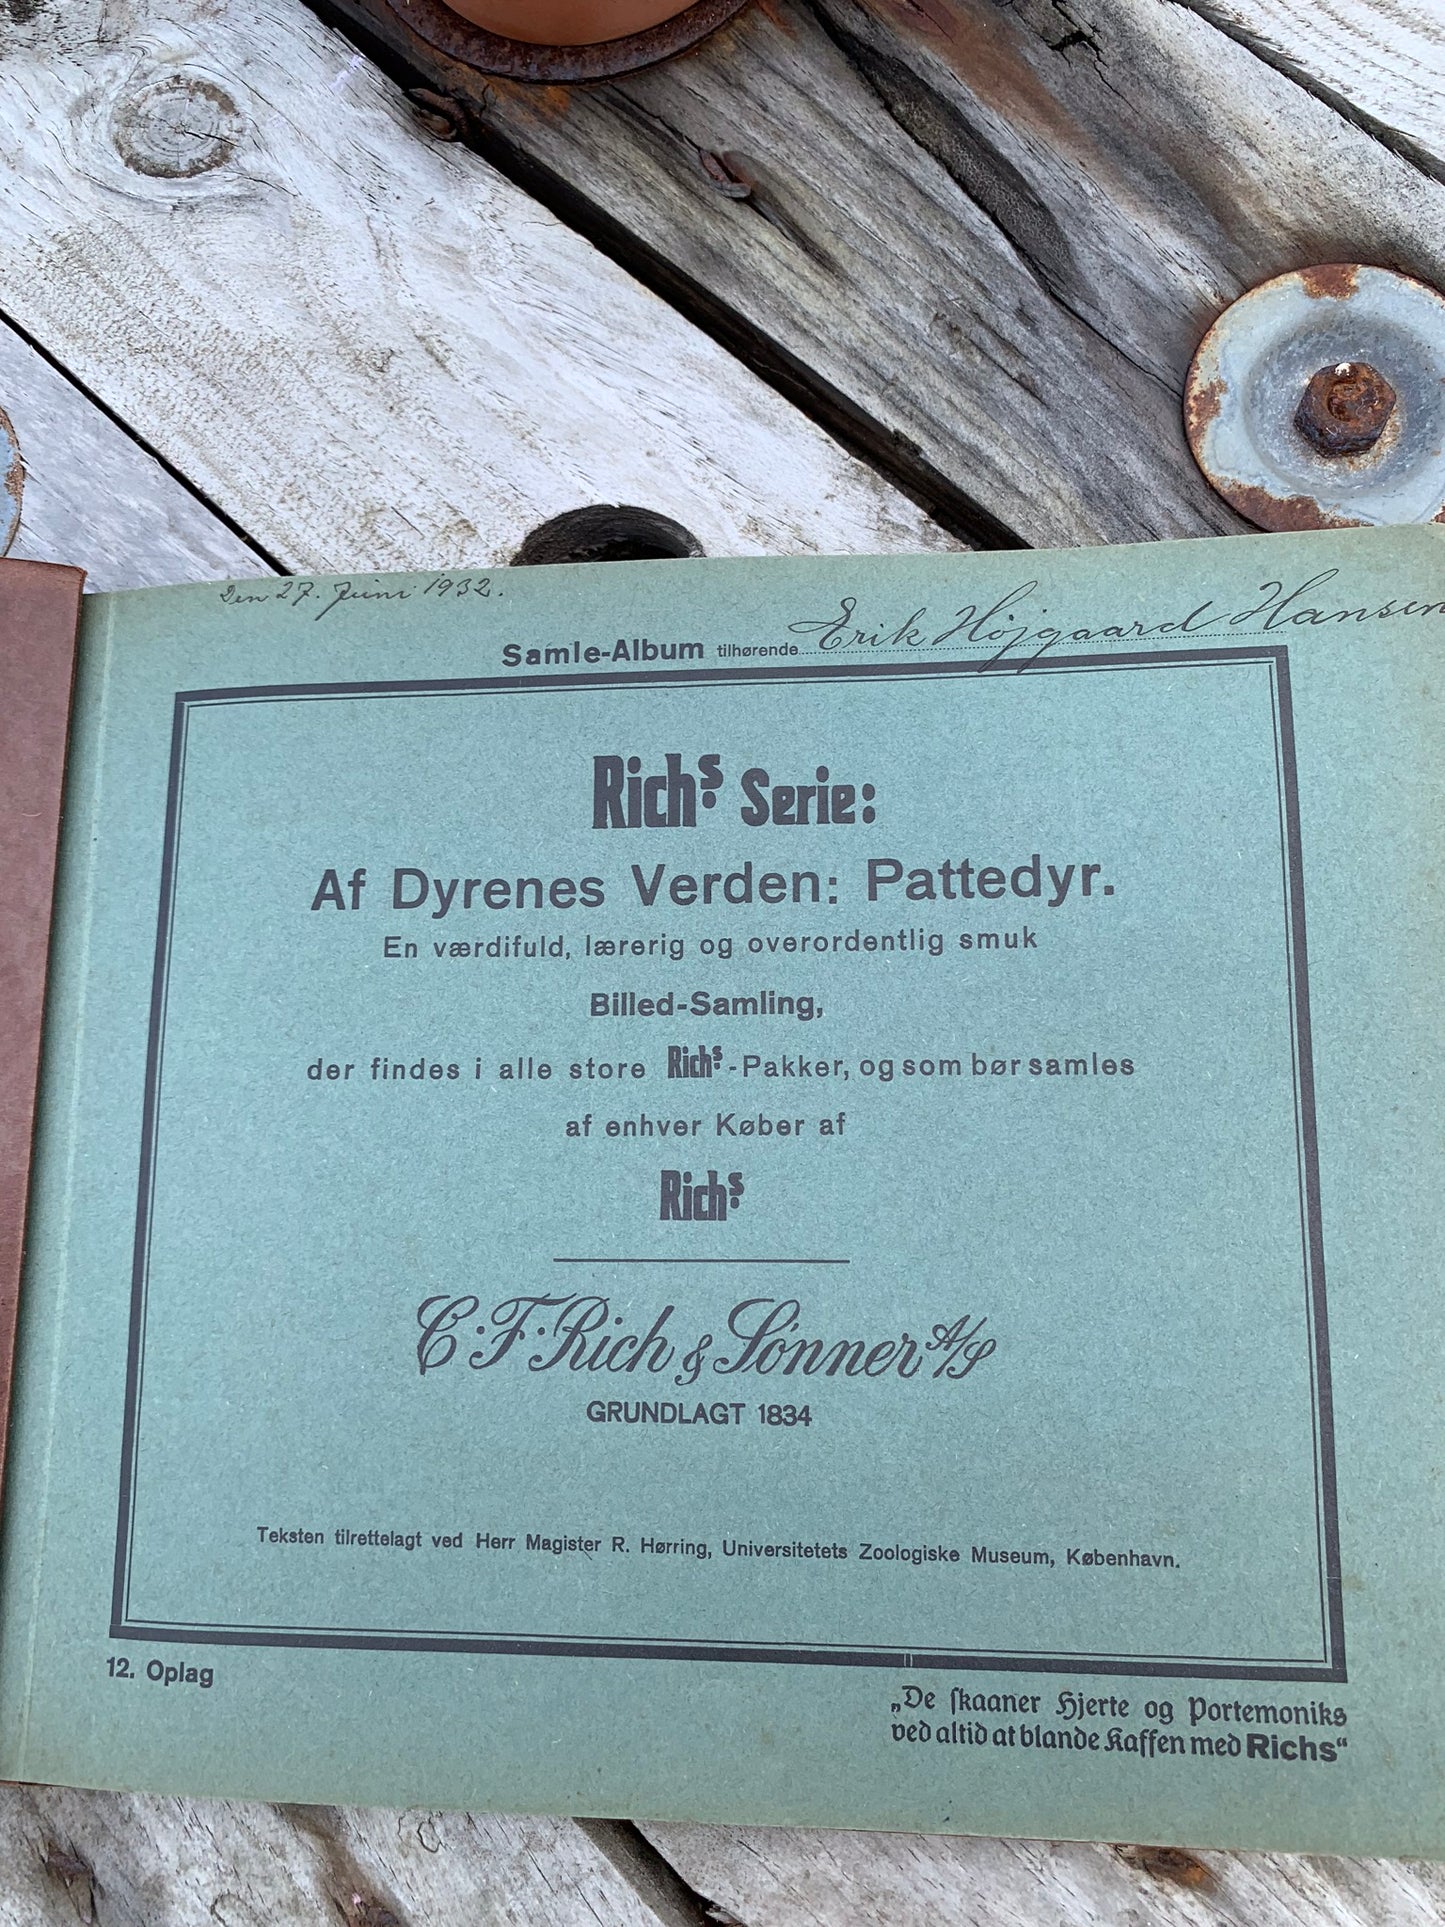 Den 27. Juni 1932.
Samle-Album tilhørende Erik Højgaard Hansen
Richs Serie:
Af Dyrenes Verden: Pattedyr.
En værdifuld, lærerig og overordentlig smuk
Billed-Samling,
der findes i alle store Richs-Pakker, og som bør samles
af enhver Køber af
Richs
C. F. Rich & Sønner A/S
GRUNDLAGT 1834
Teksten tilrettelagt ved Herr Magister R. Hørring, Universitetets Zoologiske Museum, København.
12. Oplag
„De skaaner Hjerte og Portemoniks
ved altid at blande Kaffen med Richs“